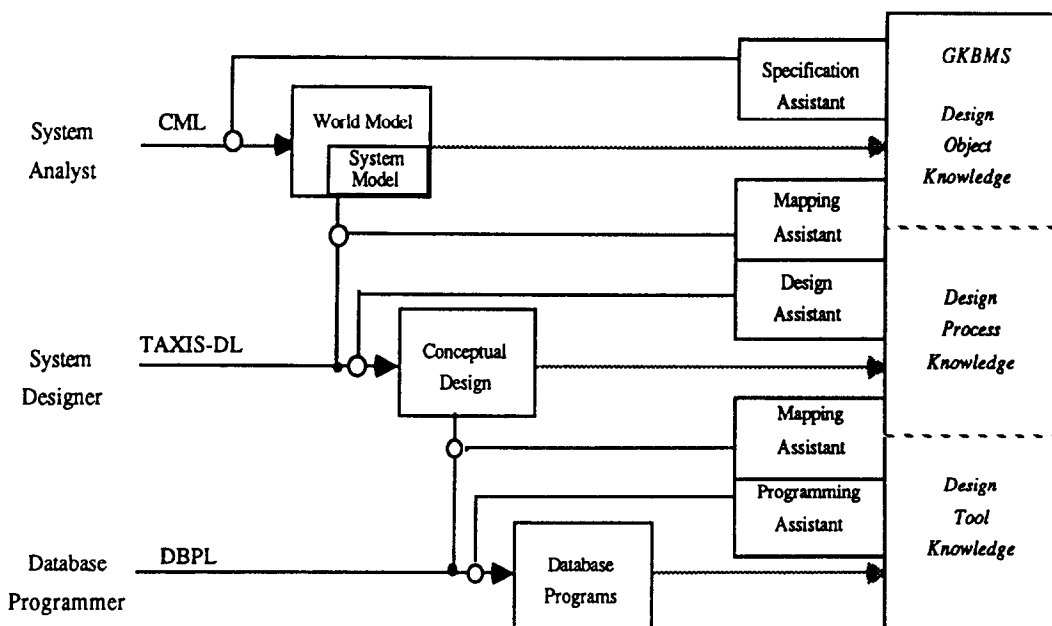 GKBMS
Specification
Assistant
Design
Object
Knowledge
CML
World Model
System
Model
System
Analyst
Mapping
Assistant
Design
Assistant
Design
Process
Knowledge
TAXIS-DL
Conceptual
Design
System
Designer
Mapping
Assistant
Programming
Assistant
Design
Tool
Knowledge
DBPL
Database
Programs
Database
Programmer